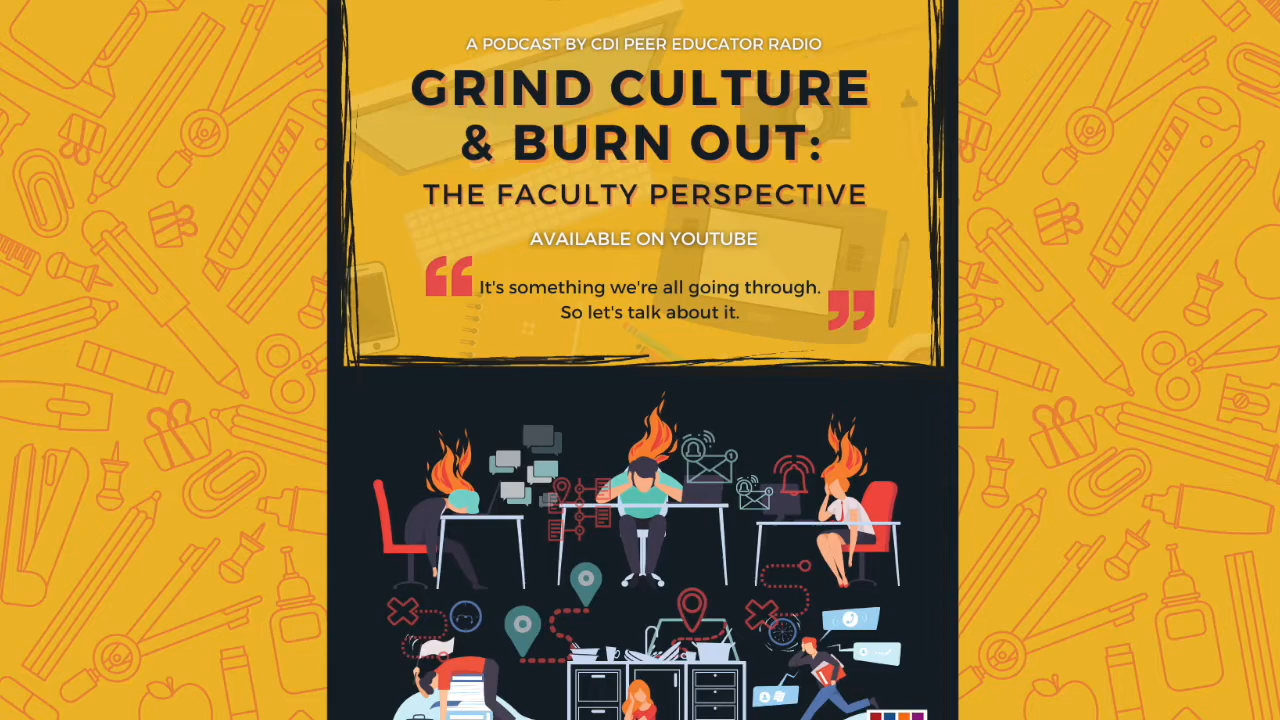 A PODCAST BY CDI PEER EDUCATOR RADIO
GRIND CULTURE
& BURN OUT:
THE FACULTY PERSPECTIVE
AVAILABLE ON YOUTUBE
“It's something we're all going through.
So let's talk about it.”